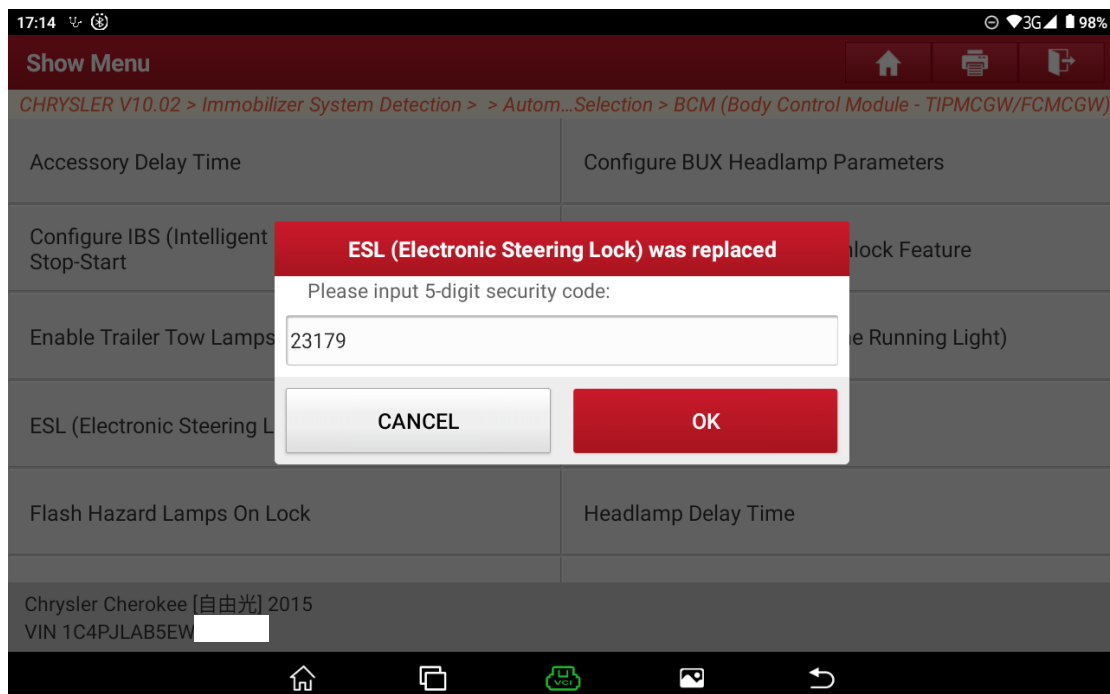 17:14 3G 98%
Show Menu
CHRYSLER V10.02 > Immobilizer System Detection > > Autom...Selection > BCM (Body Control Module - TIPMCGW/FCMCGW)
Accessory Delay Time
Configure BUX Headlamp Parameters
Configure IBS (Intelligent
Stop-Start
nlock Feature
Enable Trailer Tow Lamps
e Running Light)
ESL (Electronic Steering L
ESL (Electronic Steering Lock) was replaced
Please input 5-digit security code:
23179
CANCEL
OK
Flash Hazard Lamps On Lock
Headlamp Delay Time
Chrysler Cherokee [自由光] 2015
VIN 1C4PJLAB5EW
VCI